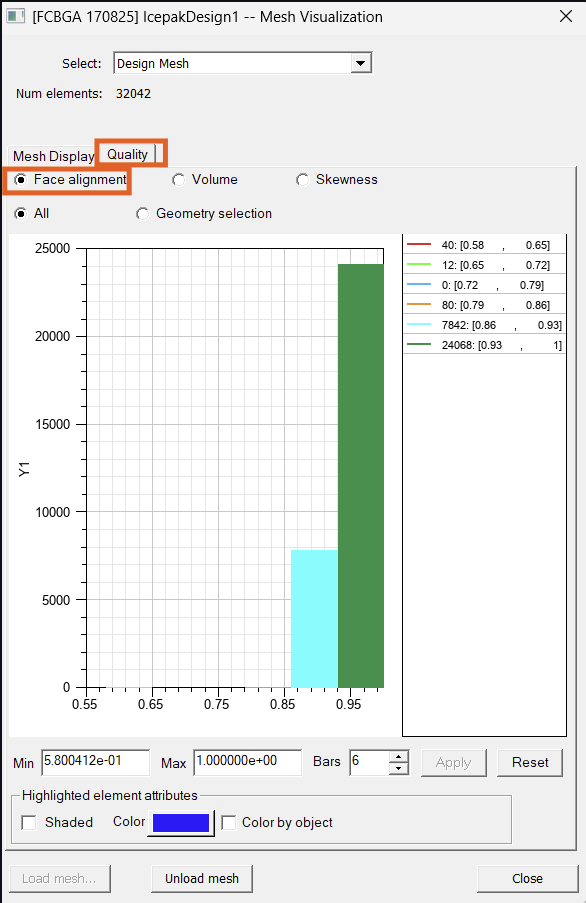 [FCBGA 170825] IcepakDesign1 -- Mesh Visualization
Select: Design Mesh
Num elements: 32042
Mesh Display Quality
Face alignment Volume Skewness
All Geometry selection
25000
20000
15000
10000
5000
0
Y1
0.55 0.65 0.75 0.85 0.95
40: [0.58 , 0.65]
12: [0.65 , 0.72]
0: [0.72 , 0.79]
80: [0.79 , 0.86]
7842: [0.86 , 0.93]
24068: [0.93 , 1]
Min 5.800412e-01 Max 1.000000e+00 Bars 6 Apply Reset
Highlighted element attributes
Shaded Color Color by object
Load mesh... Unload mesh Close